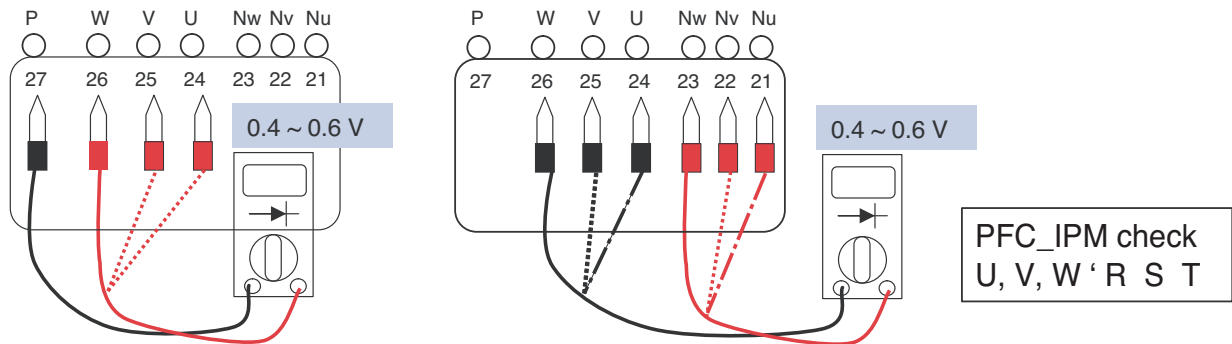 P W V U Nw Nv Nu
27 26 25 24 23 22 21
0.4 ~ 0.6 V
P W V U Nw Nv Nu
27 26 25 24 23 22 21
0.4 ~ 0.6 V
PFC_IPM check
U, V, W ‘ R S T